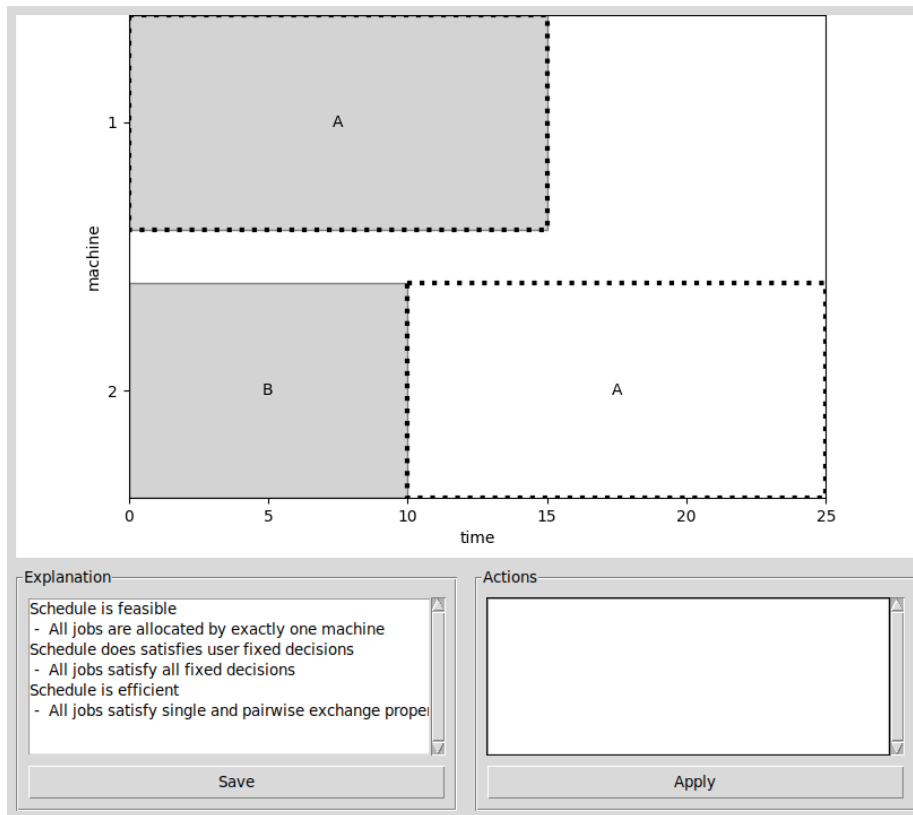 A
1
machine
B
A
2
0 5 10 15 20 25
time
Explanation
Schedule is feasible
- All jobs are allocated by exactly one machine
Schedule does satisfies user fixed decisions
- All jobs satisfy all fixed decisions
Schedule is efficient
- All jobs satisfy single and pairwise exchange
Save
Actions
Apply